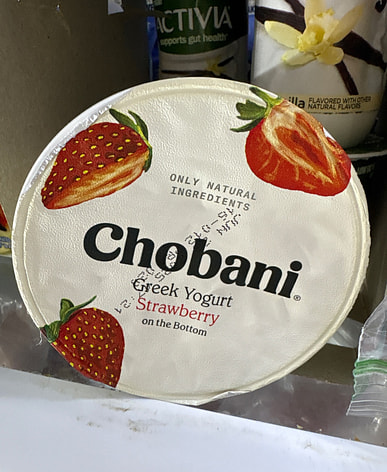 ACTIVIA
supports gut health
FLAVORED WITH OTHER
NATURAL FLAVORS
ONLY NATURAL
INGREDIENTS
Chobani®
Greek Yogurt
Strawberry
on the Bottom